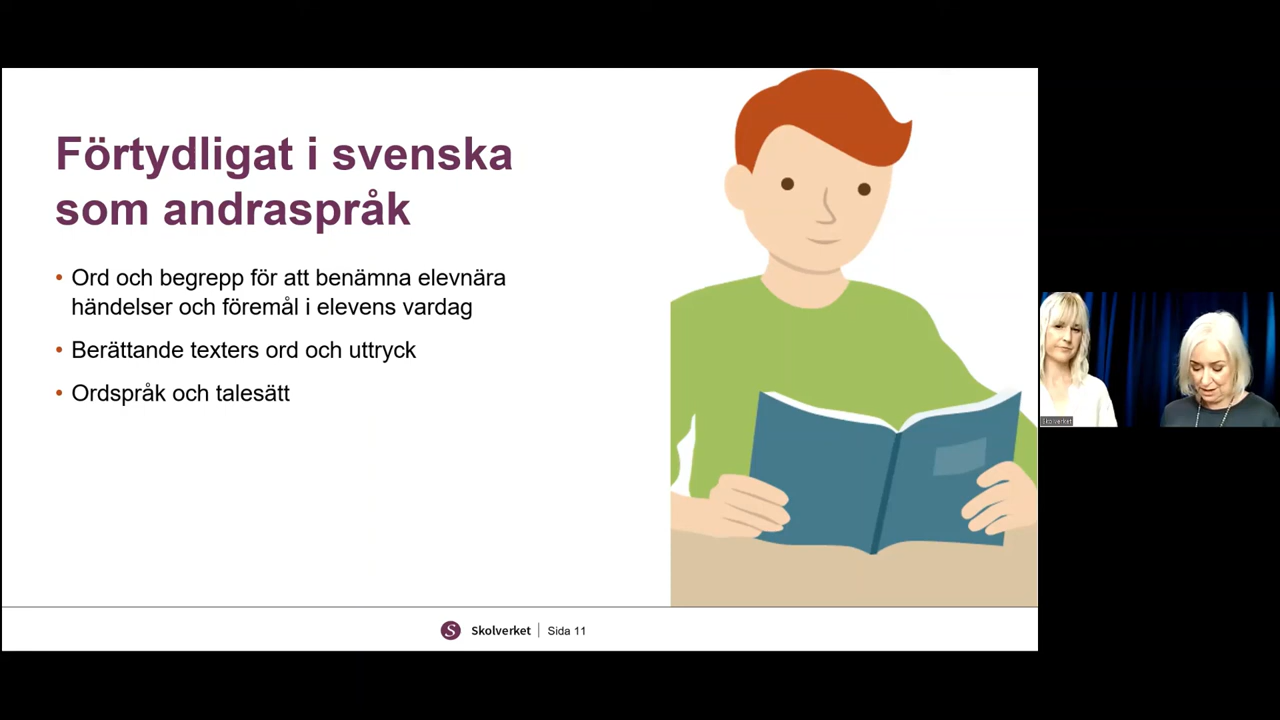 Förtydligat i svenska
som andraspråk
• Ord och begrepp för att benämna elevnära
händelser och föremål i elevens vardag
• Berättande texters ord och uttryck
• Ordspråk och talesätt
S Skolverket | Sida 11
Skolverket